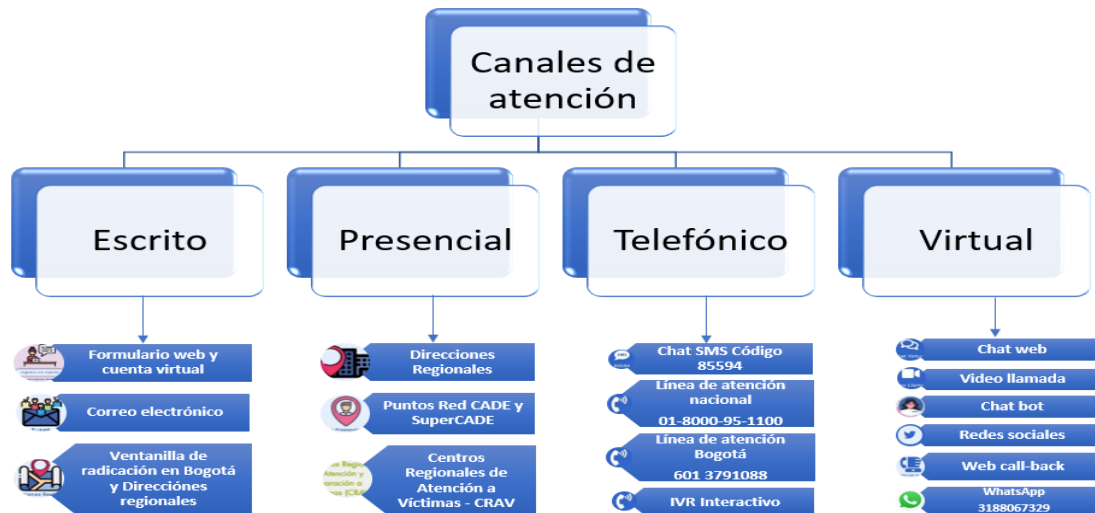 Canales de
atención
Escrito
Presencial
Telefónico
Virtual
Formulario web y
cuenta virtual
Correo electrónico
Ventanilla de
radicación en Bogotá
y Direcciónes
regionales
Direcciones
Regionales
Puntos Red CADE y
SuperCADE
Centros
Regionales de
Atención a
Víctimas - CRAV
Chat SMS Código
85594
Línea de atención
nacional
01-8000-95-1100
Línea de atención
Bogotá
601 3791088
IVR Interactivo
Chat web
Video llamada
Chat bot
Redes sociales
Web call-back
WhatsApp
3188067329